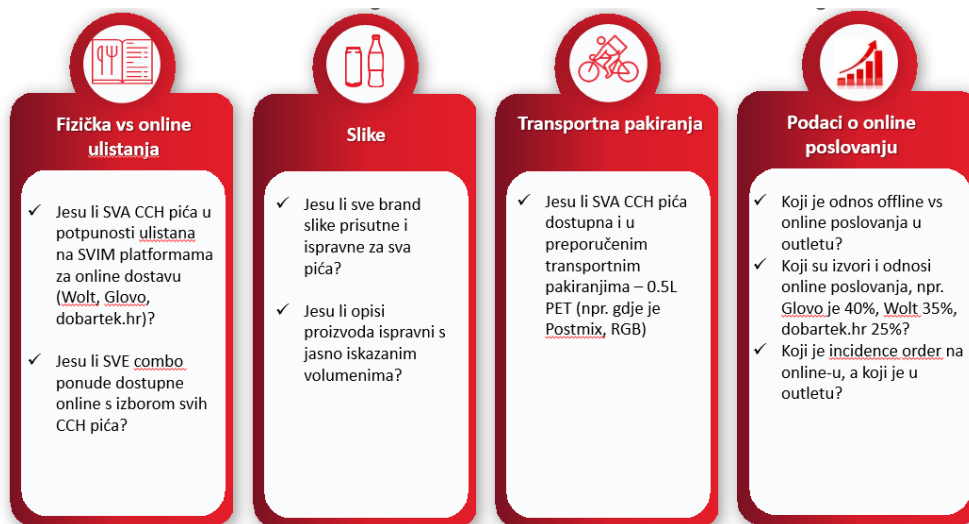 Fizička vs online
ulistanja
✓ Jesu li SVA CCH pića u
potpunosti ulistana
na SVIM platformama
za online dostavu
(Wolt, Glovo,
dobartek.hr)?
✓ Jesu li SVE combo
ponude dostupne
online s izborom svih
CCH pića?
Slike
✓ Jesu li sve brand
slike prisutne i
ispravne za sva
pića?
✓ Jesu li opisi
proizvoda ispravni s
jasno iskazanim
volumenima?
Transportna pakiranja
✓ Jesu li SVA CCH pića
dostupna i u
preporučenim
transportnim
pakiranjima – 0.5L
PET (npr. gdje je
Postmix, RGB)
Podaci o online
poslovanju
✓ Koji je odnos offline vs
online poslovanja u
outletu?
✓ Koji su izvori i odnosi
online poslovanja, npr.
Glovo je 40%, Wolt 35%,
dobartek.hr 25%?
✓ Koji je incidence order na
online-u, a koji je u
outletu?